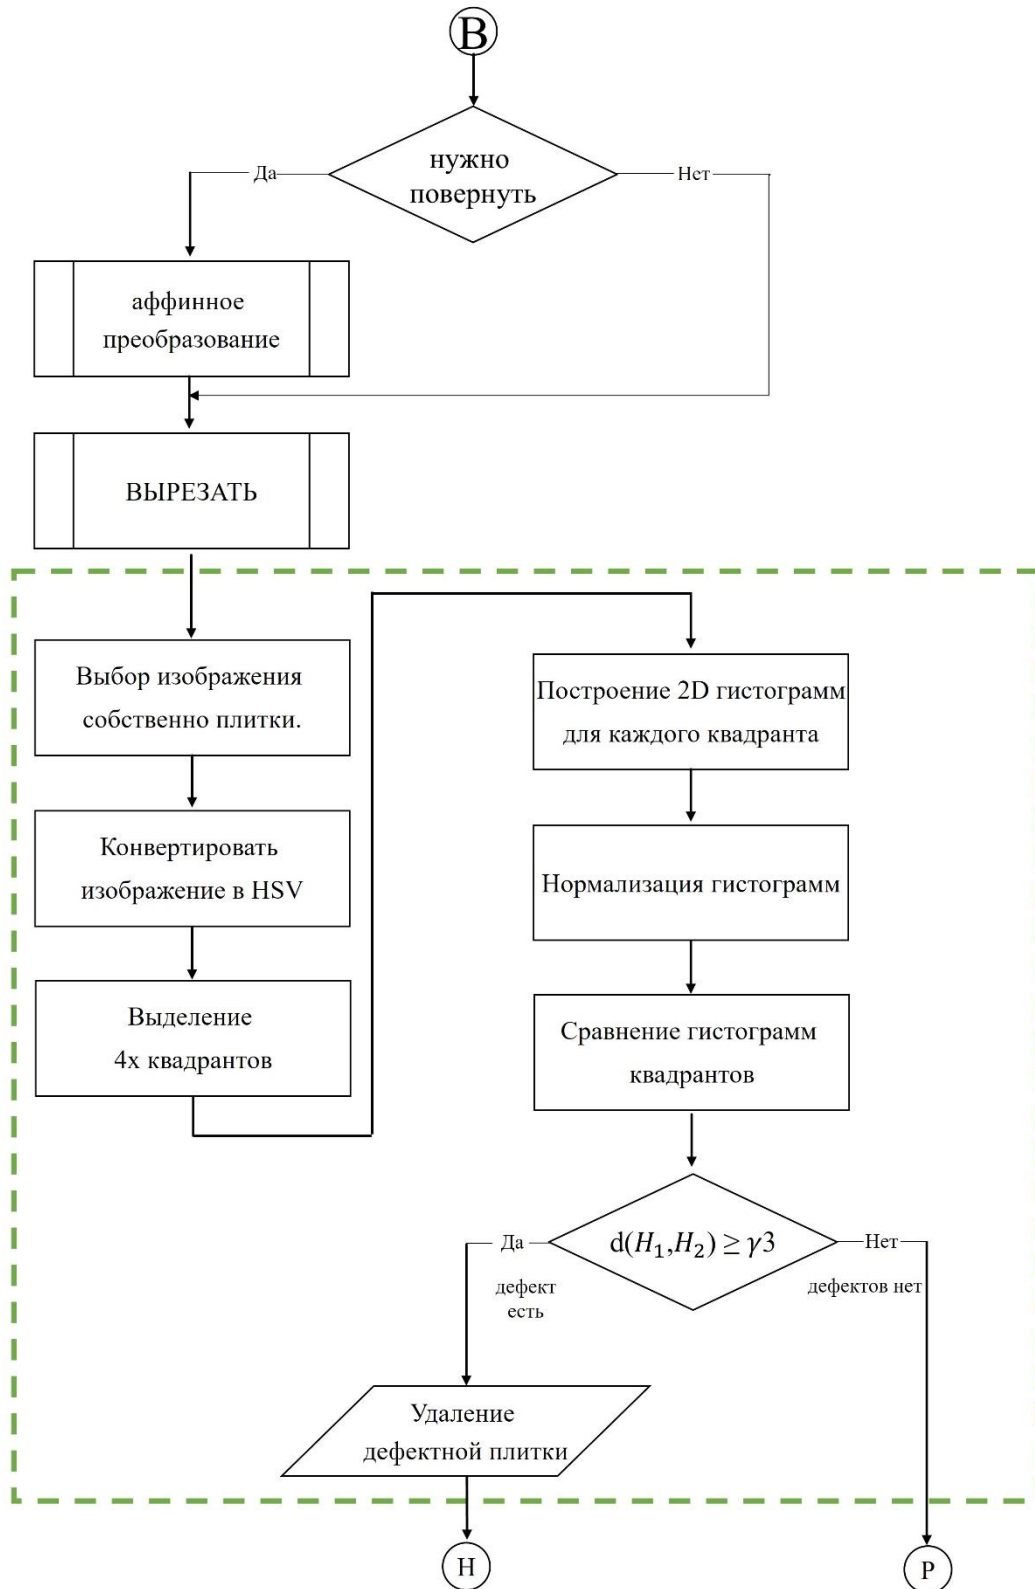 B
нужно
повернуть
Да
Нет
аффинное
преобразование
ВЫРЕЗАТЬ
Выбор изображения
собственно плитки.
Конвертировать
изображение в HSV
Выделение
4х квадрантов
Построение 2D гистограмм
для каждого квадранта
Нормализация гистограмм
Сравнение гистограмм
квадрантов
d(H₁,H₂) ≥ γ3
Да
дефект
есть
Нет
дефектов нет
Удаление
дефектной плитки
H
P